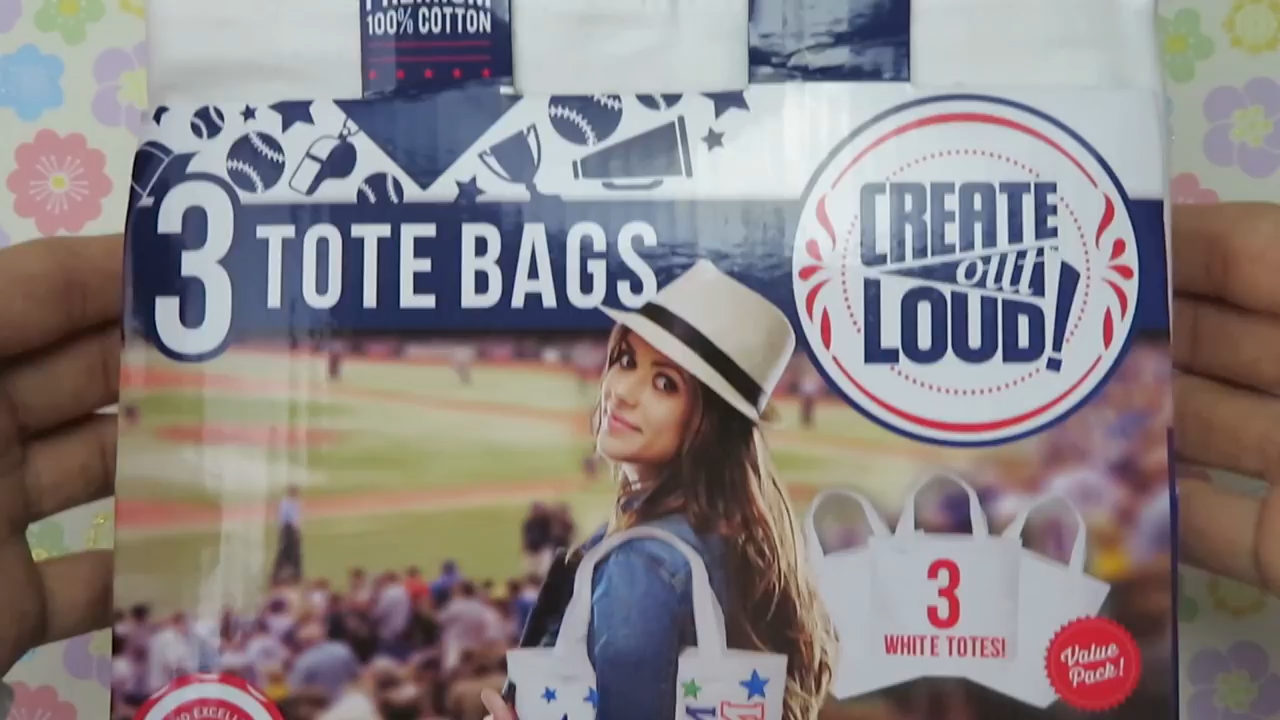 100% COTTON
3 TOTE BAGS
CREATE
out
LOUD!
3
WHITE TOTES!
Value
Pack!